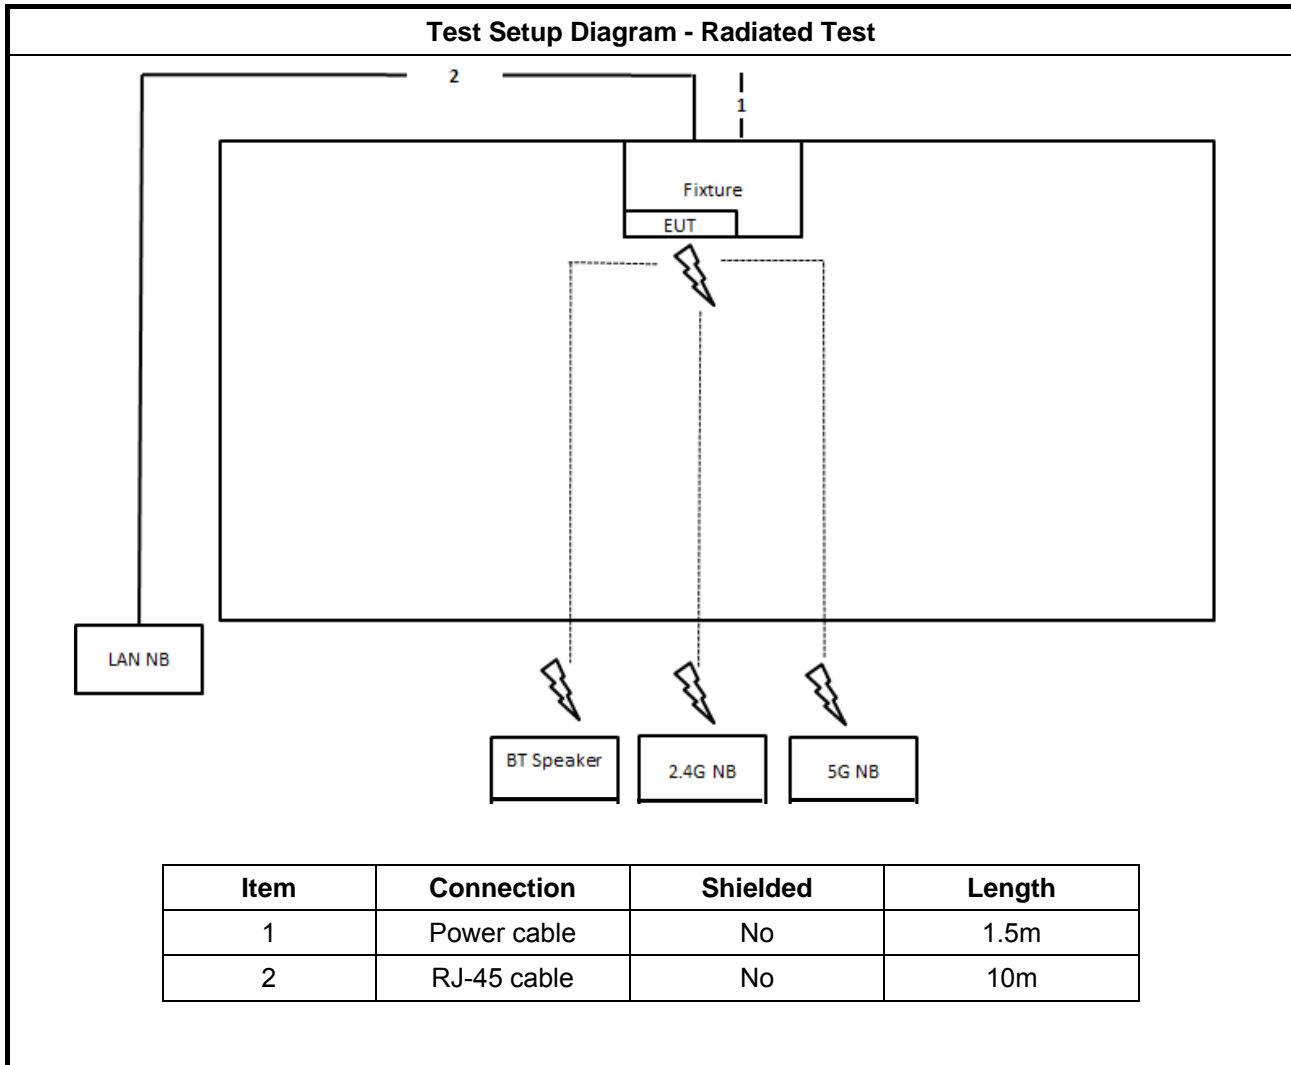 Test Setup Diagram - Radiated Test
2
1
Fixture
EUT
LAN NB
BT Speaker
2.4G NB
5G NB
Item Connection Shielded Length
1 Power cable No 1.5m
2 RJ-45 cable No 10m